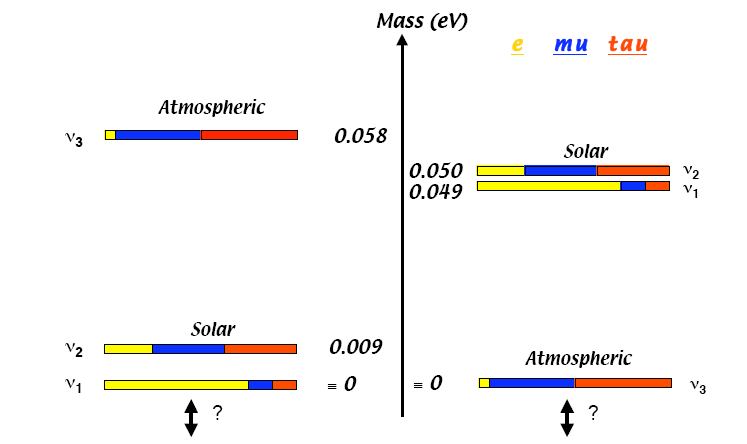 Mass (eV)
e mu tau
Atmospheric
ν3 0.058
Solar
0.050 ν2
0.049 ν1
Solar
ν2 0.009
ν1 ≡ 0
?
Atmospheric
≡ 0 ν3
?